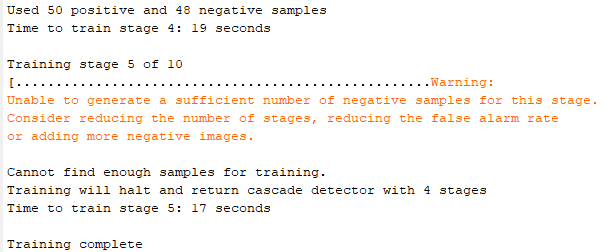 Used 50 positive and 48 negative samples
Time to train stage 4: 19 seconds
Training stage 5 of 10
[....................................................Warning:
Unable to generate a sufficient number of negative samples for this stage.
Consider reducing the number of stages, reducing the false alarm rate
or adding more negative images.
Cannot find enough samples for training.
Training will halt and return cascade detector with 4 stages
Time to train stage 5: 17 seconds
Training complete